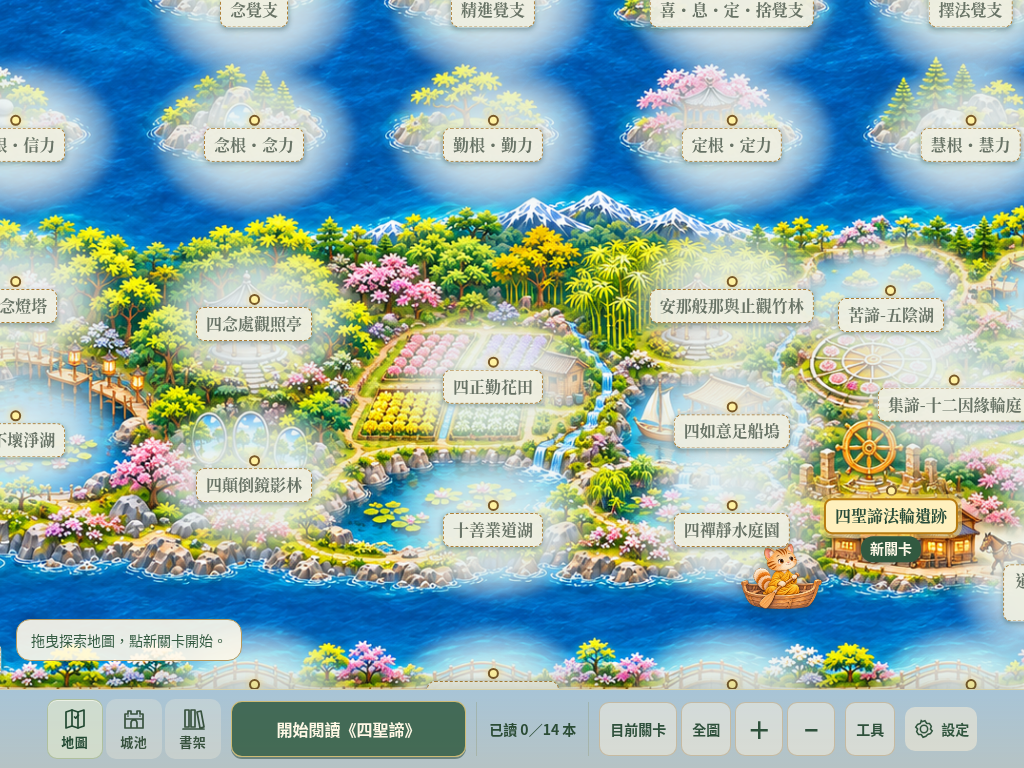 念覺支
精進覺支
喜・息・定・捨覺支
擇法覺支
・信力
念根・念力
勤根・勤力
定根・定力
慧根・慧力
念燈塔
四念處觀照亭
安那般那與止觀竹林
苦諦-五陰湖
四正勤花田
集諦-十二因緣輪庭
不壞淨湖
四如意足船塢
四顛倒鏡影林
十善業道湖
四禪靜水庭園
四聖諦法輪遺跡
新關卡
拖曳探索地圖，點新關卡開始。
地圖
城池
書架
開始閱讀《四聖諦》
已讀 0／14 本
目前關卡
全圖
+
−
工具
設定